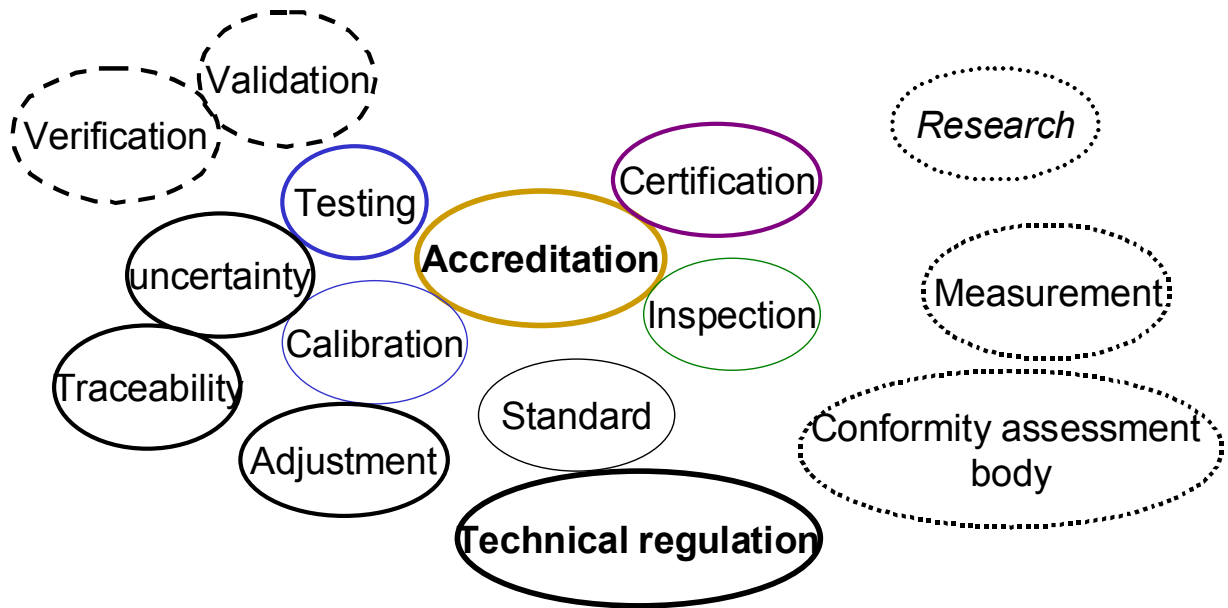 Validation
Verification
Research
Certification
Testing
Accreditation
uncertainty
Measurement
Inspection
Calibration
Traceability
Standard
Conformity assessment
body
Adjustment
Technical regulation